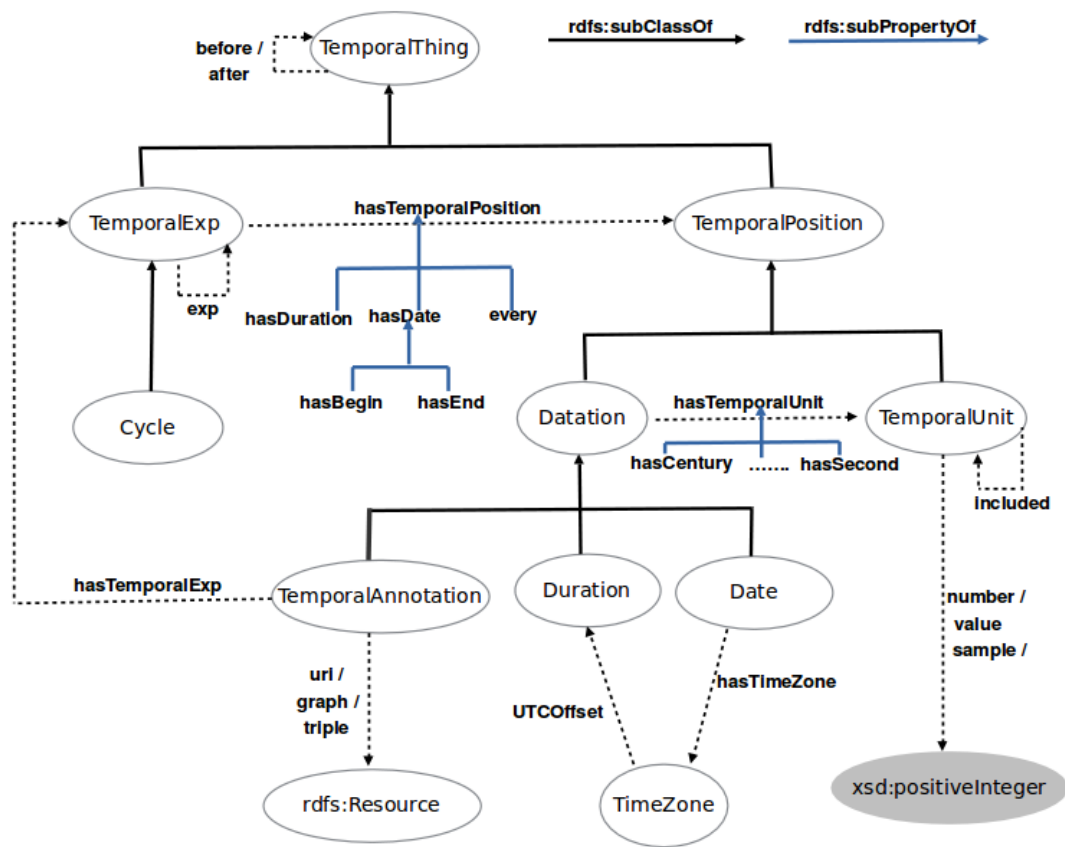 rdfs:subClassOf
rdfs:subPropertyOf
before /
after
TemporalThing
TemporalExp
hasTemporalPosition
TemporalPosition
exp
hasDuration
hasDate
every
hasBegin
hasEnd
Cycle
Datation
hasTemporalUnit
TemporalUnit
hasCentury
.......
hasSecond
included
hasTemporalExp
TemporalAnnotation
Duration
Date
number /
value
sample /
uri /
graph /
triple
UTCOffset
hasTimeZone
rdfs:Resource
TimeZone
xsd:positiveInteger